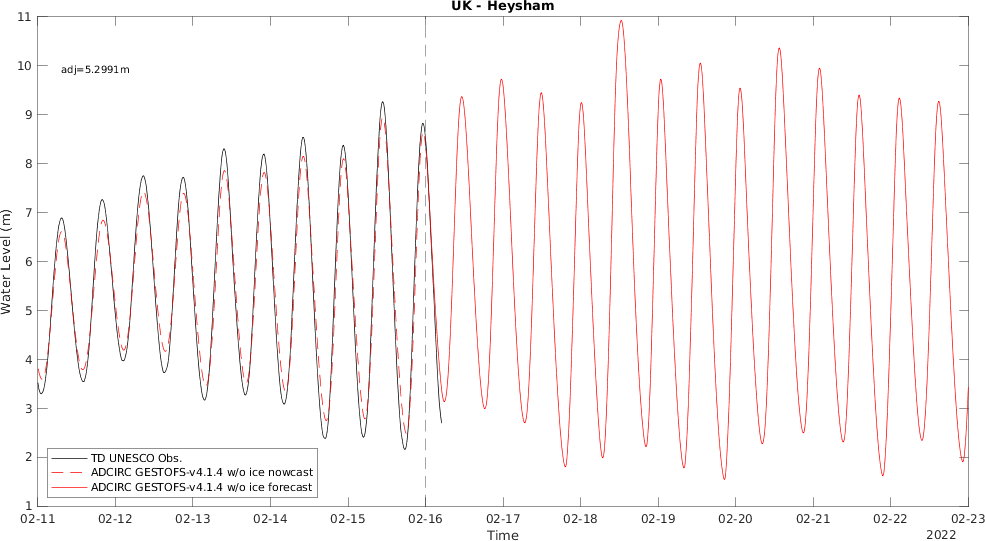 UK - Heysham
11
10
9
8
7
6
5
4
3
2
1
Water Level (m)
adj=5.2991m
TD UNESCO Obs.
ADCIRC GESTOFS-v4.1.4 w/o ice nowcast
ADCIRC GESTOFS-v4.1.4 w/o ice forecast
02-11 02-12 02-13 02-14 02-15 02-16 02-17 02-18 02-19 02-20 02-21 02-22 02-23
Time
2022